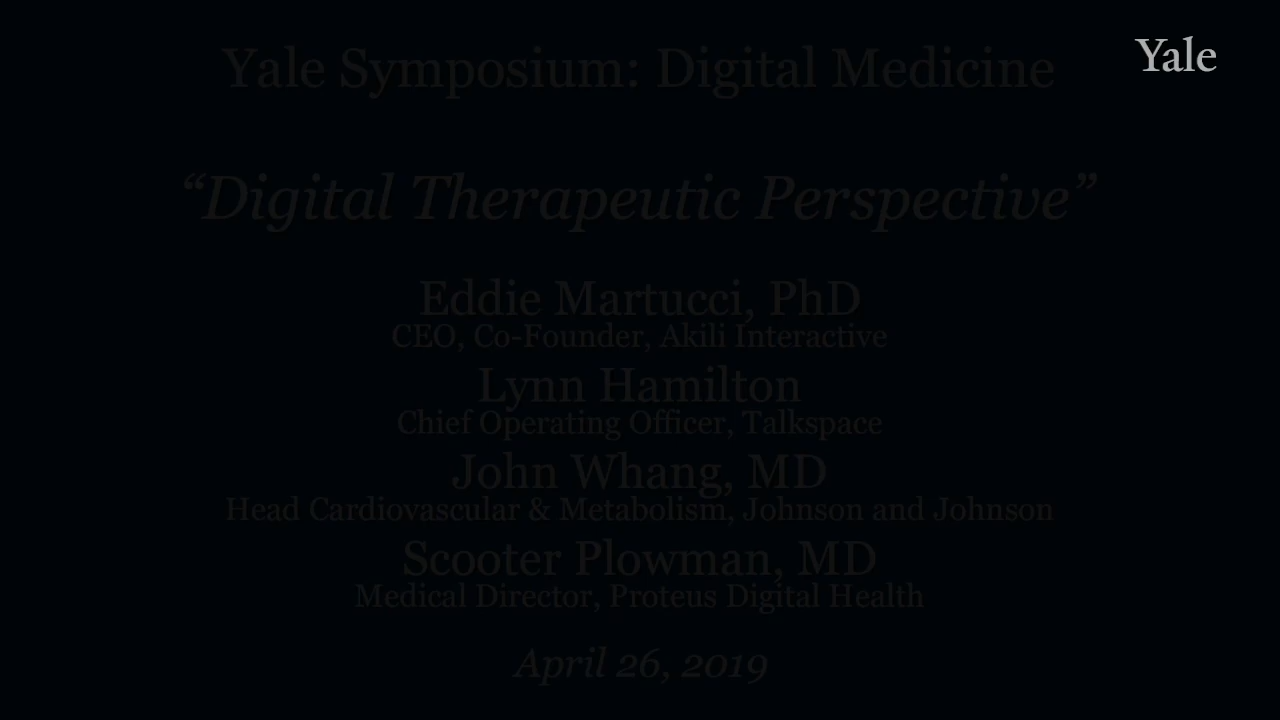 Yale
Yale Symposium: Digital Medicine
“Digital Therapeutic Perspective”
Eddie Martucci, PhD
CEO, Co-Founder, Akili Interactive
Lynn Hamilton
Chief Operating Officer, Talkspace
John Whang, MD
Head Cardiovascular & Metabolism, Johnson and Johnson
Scooter Plowman, MD
Medical Director, Proteus Digital Health
April 26, 2019